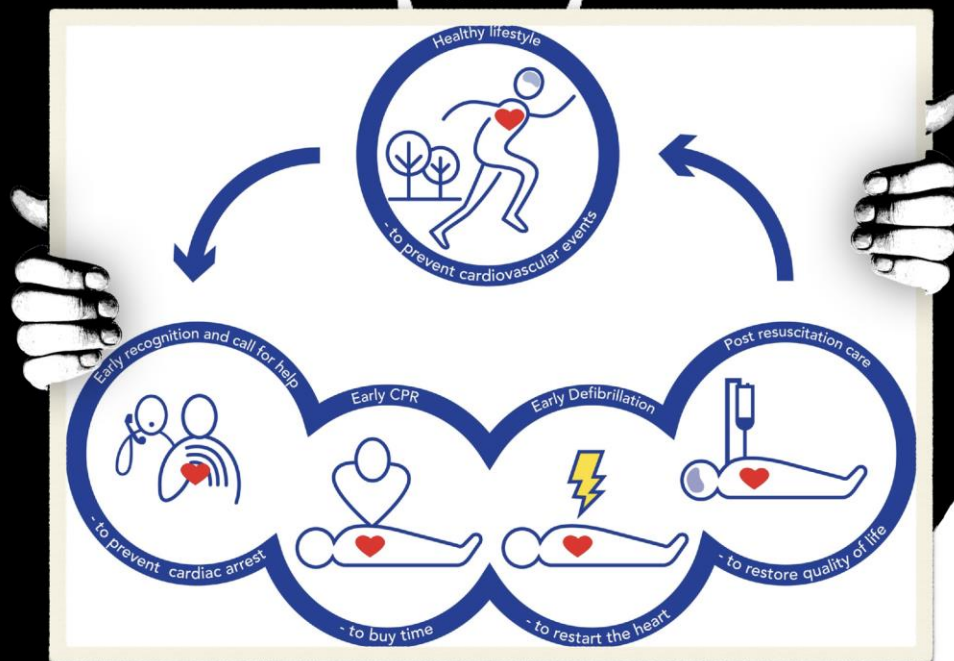 Healthy lifestyle
- to prevent cardiovascular events
Early recognition and call for help
- to prevent cardiac arrest
Early CPR
- to buy time
Early Defibrillation
- to restart the heart
Post resuscitation care
- to restore quality of life